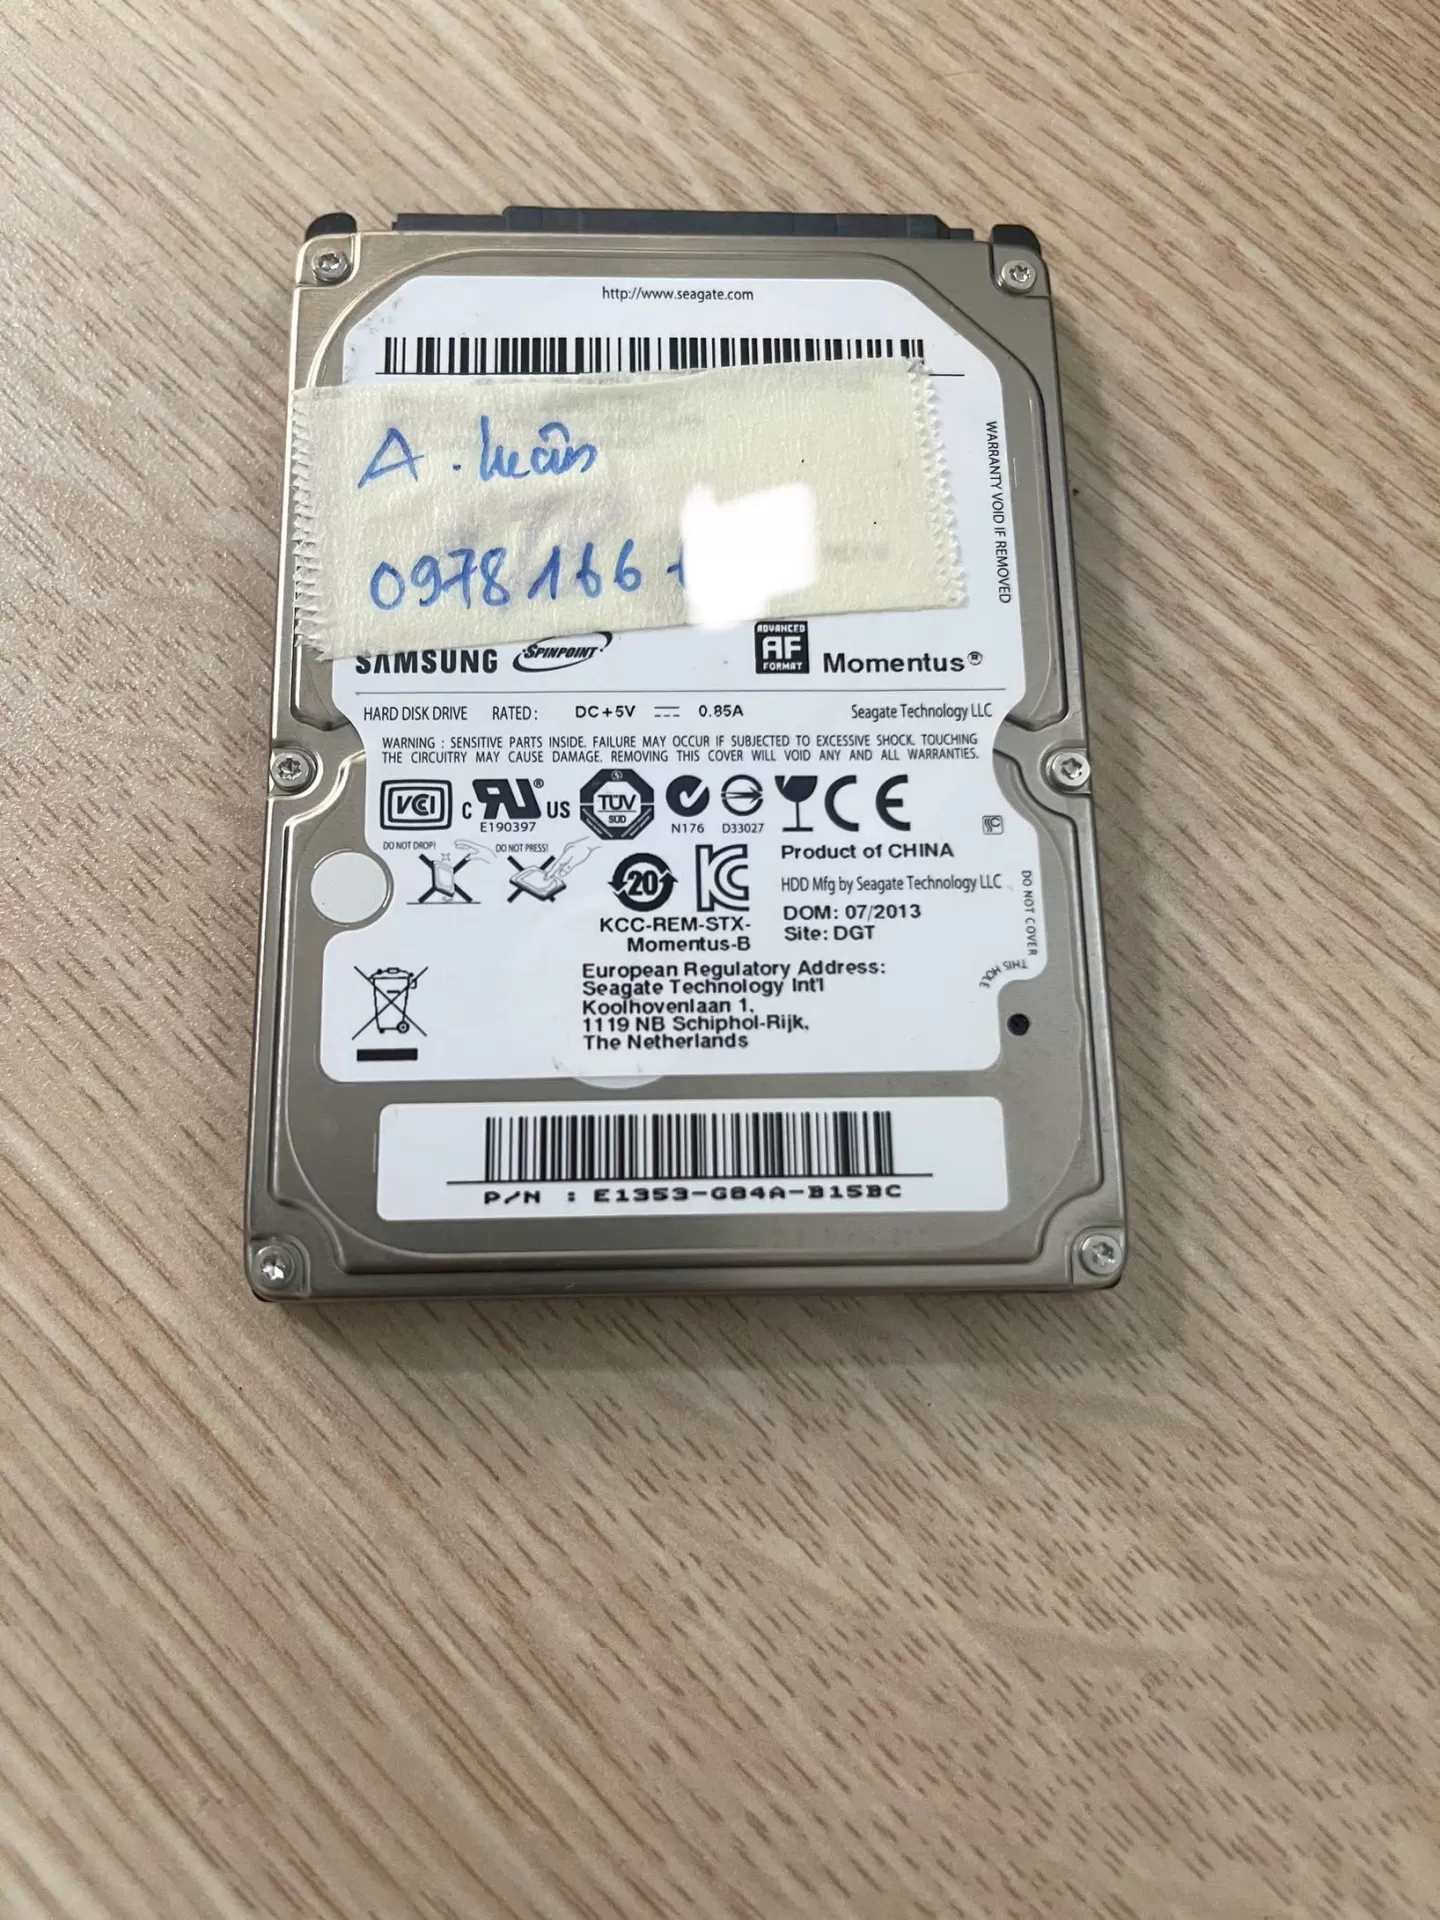 http://www.seagate.com
WARRANTY VOID IF REMOVED
A.
0978 166
SAMSUNG SPINPOINT
ADVANCED
AF
FORMAT
Momentus®
HARD DISK DRIVE RATED : DC+5V 0.85A Seagate Technology LLC
WARNING : SENSITIVE PARTS INSIDE. FAILURE MAY OCCUR IF SUBJECTED TO EXCESSIVE SHOCK. TOUCHING
THE CIRCUITRY MAY CAUSE DAMAGE. REMOVING THIS COVER WILL VOID ANY AND ALL WARRANTIES.
VCI
C US
E190397
TÜV
SÜD
N176
D33027
CE
DO NOT DROP!
DO NOT PRESS!
20
KCC-REM-STX-
Momentus-B
Product of CHINA
HDD Mfg by Seagate Technology LLC
DOM: 07/2013
Site: DGT
DO NOT COVER
THIS HOLE
European Regulatory Address:
Seagate Technology Int'l
Koolhovenlaan 1,
1119 NB Schiphol-Rijk,
The Netherlands
P/N : E1353-G84A-B15BC